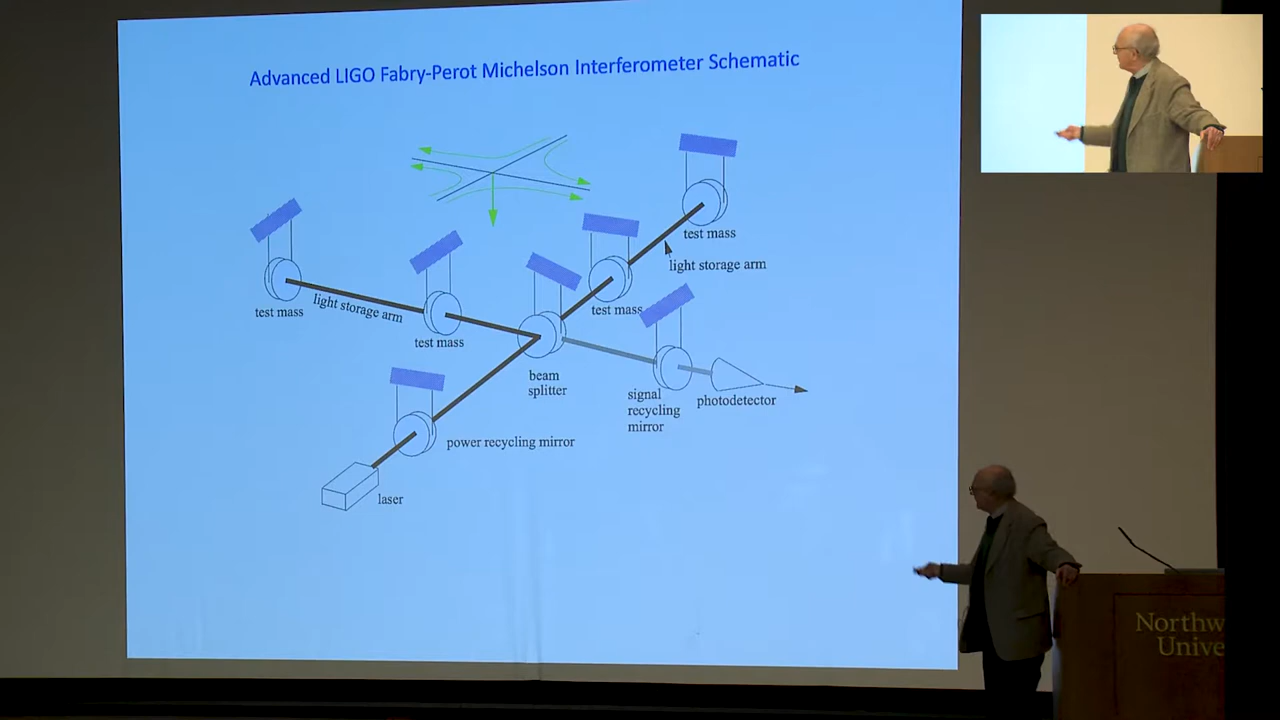 Advanced LIGO Fabry-Perot Michelson Interferometer Schematic
test mass
light storage arm
test mass
light storage arm
test mass
test mass
beam
splitter
signal
recycling
mirror
photodetector
power recycling mirror
laser
Northw
Unive